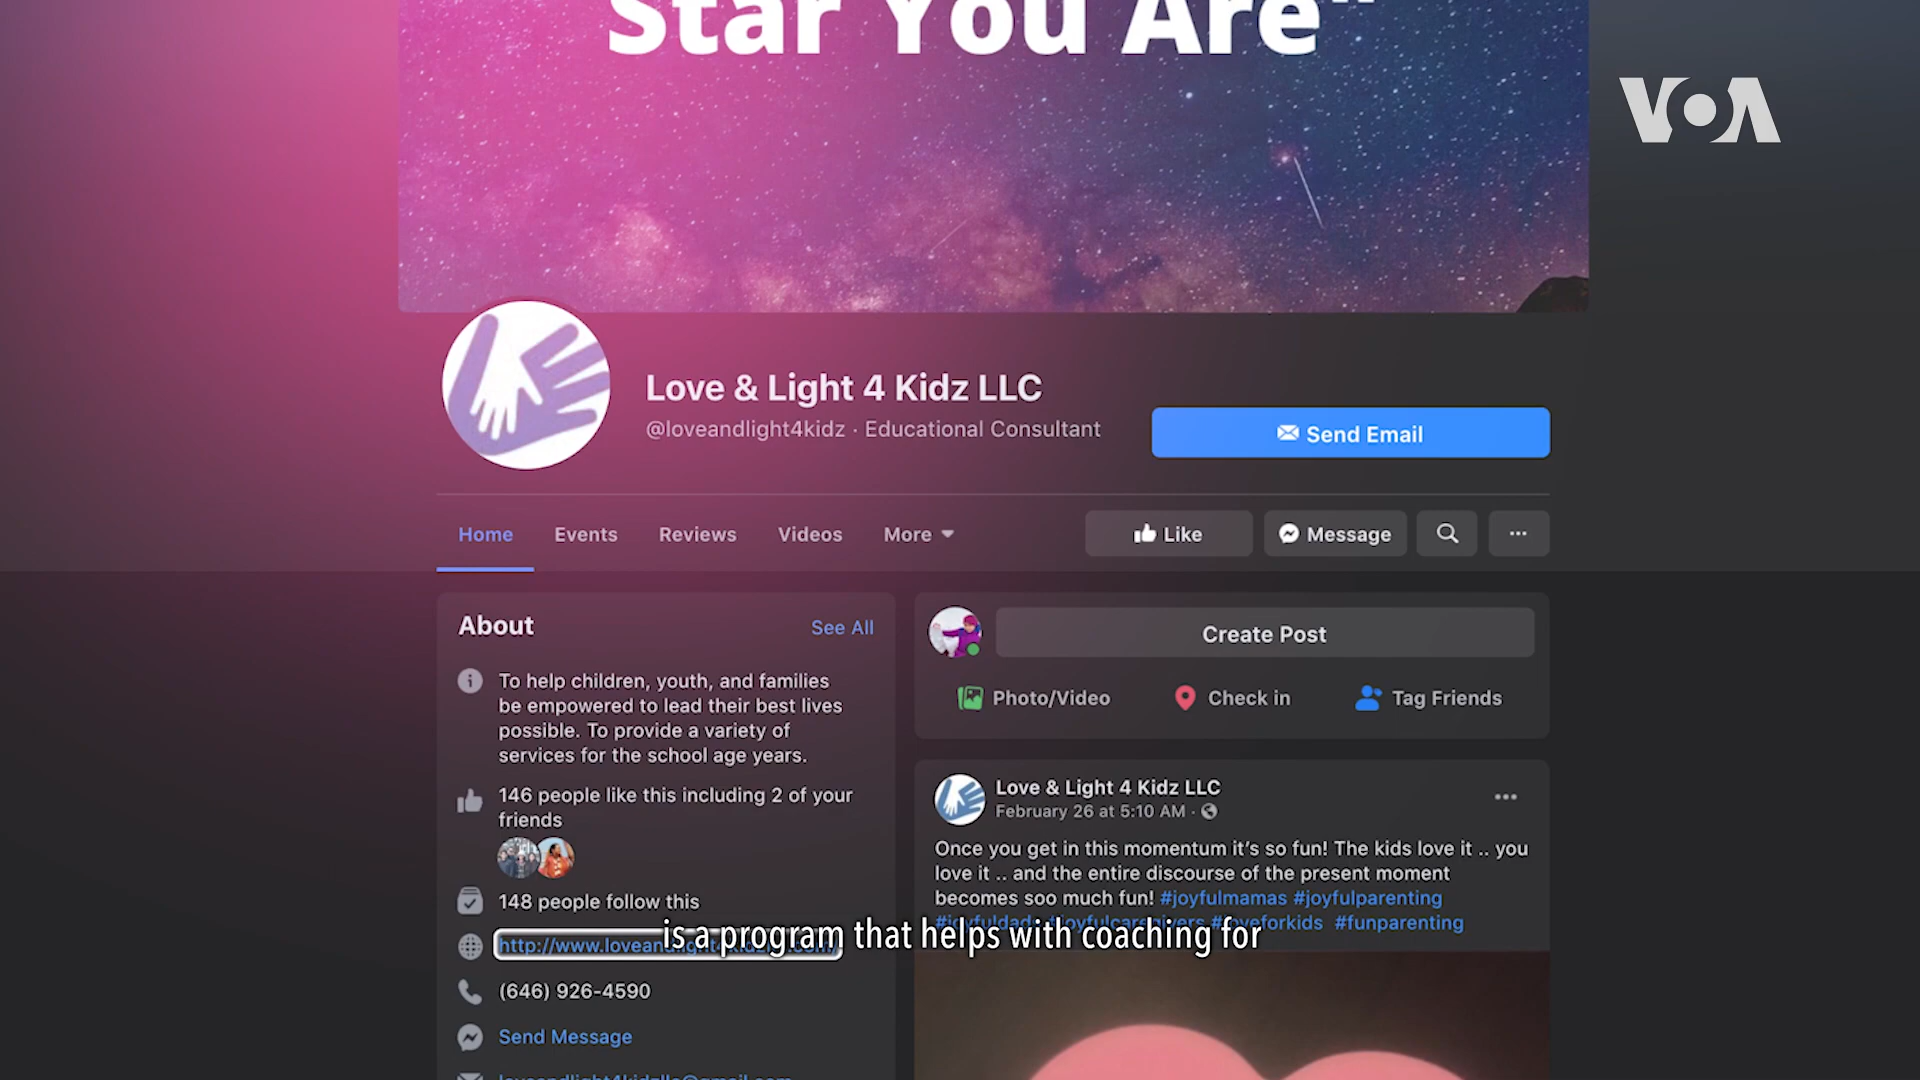 Star You Are"
VOA
Love & Light 4 Kidz LLC
@loveandlight4kidz · Educational Consultant
Send Email
Home Events Reviews Videos More
Like Message
About See All
To help children, youth, and families
be empowered to lead their best lives
possible. To provide a variety of
services for the school age years.
146 people like this including 2 of your
friends
148 people follow this
(646) 926-4590
Send Message
Create Post
Photo/Video Check in Tag Friends
Love & Light 4 Kidz LLC
February 26 at 5:10 AM ·
Once you get in this momentum it's so fun! The kids love it .. you
love it .. and the entire discourse of the present moment
becomes soo much fun! #joyfulmamas #joyfulparenting
#joyfuldads #joyfulcaregivers #loveforkids #funparenting
is a program that helps with coaching for